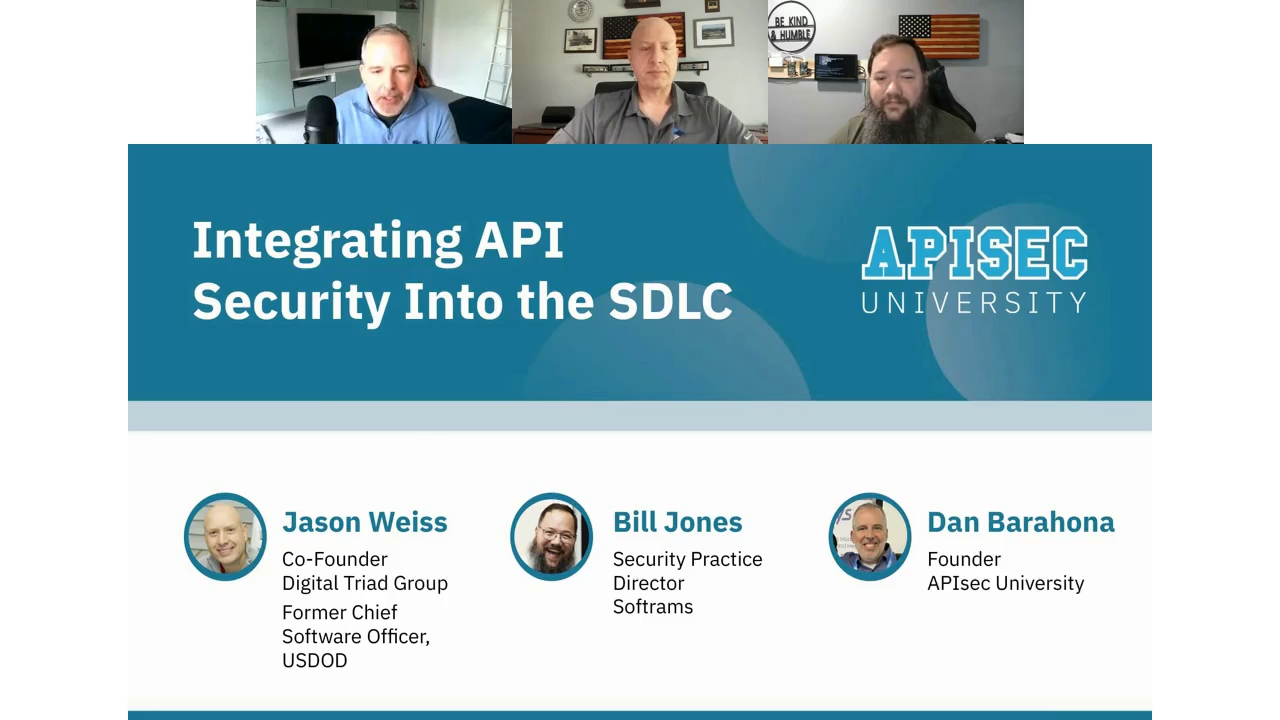 BE KIND
& HUMBLE
Integrating API
Security Into the SDLC
APISEC
UNIVERSITY
Jason Weiss
Co-Founder
Digital Triad Group
Former Chief
Software Officer,
USDOD
Bill Jones
Security Practice
Director
Softrams
Dan Barahona
Founder
APIsec University